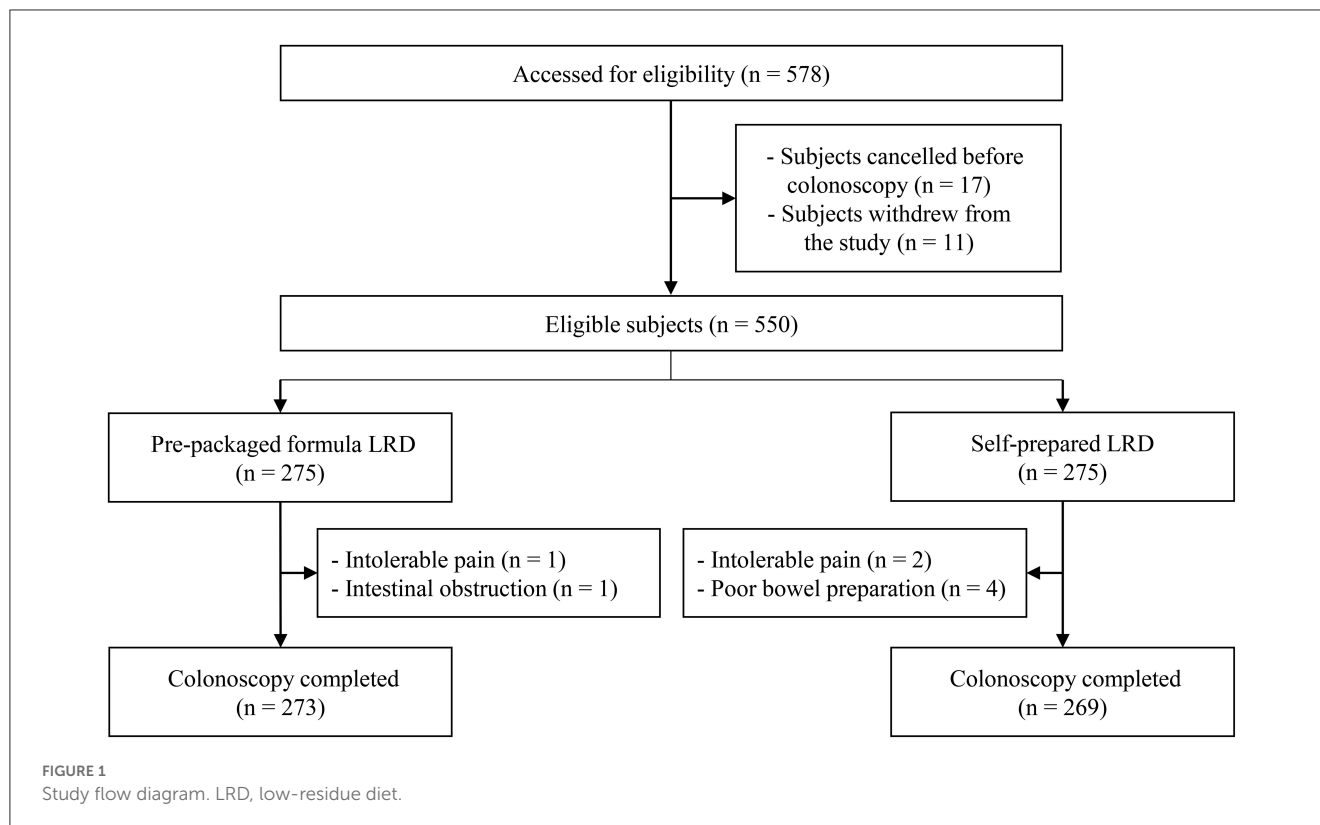 Accessed for eligibility (n = 578)
- Subjects cancelled before
colonoscopy (n = 17)
- Subjects withdrew from
the study (n = 11)
Eligible subjects (n = 550)
Pre-packaged formula LRD
(n = 275)
Self-prepared LRD
(n = 275)
- Intolerable pain (n = 1)
- Intestinal obstruction (n = 1)
- Intolerable pain (n = 2)
- Poor bowel preparation (n = 4)
Colonoscopy completed
(n = 273)
Colonoscopy completed
(n = 269)
FIGURE 1
Study flow diagram. LRD, low-residue diet.